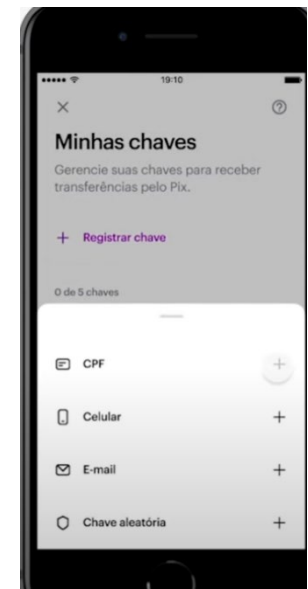 19:10
Minhas chaves
Gerencie suas chaves para receber
transferências pelo Pix.
Registrar chave
0 de 5 chaves
CPF
Celular
E-mail
Chave aleatória